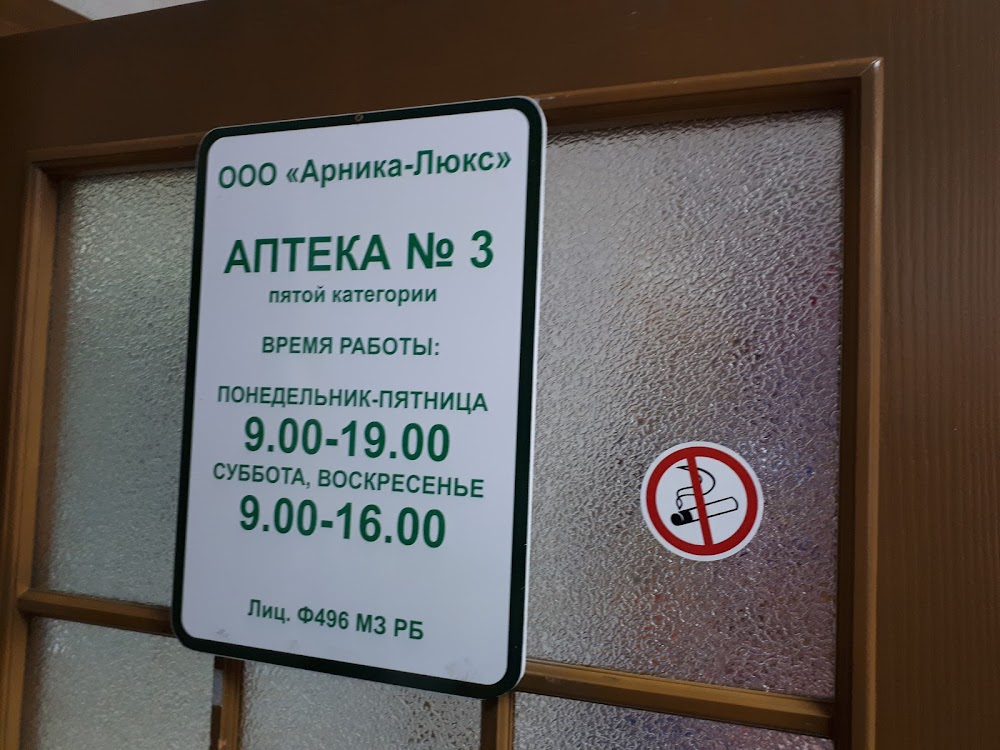 ООО «Арника-Люкс»
АПТЕКА № 3
пятой категории
ВРЕМЯ РАБОТЫ:
ПОНЕДЕЛЬНИК-ПЯТНИЦА
9.00-19.00
СУББОТА, ВОСКРЕСЕНЬЕ
9.00-16.00
Лиц. Ф496 МЗ РБ